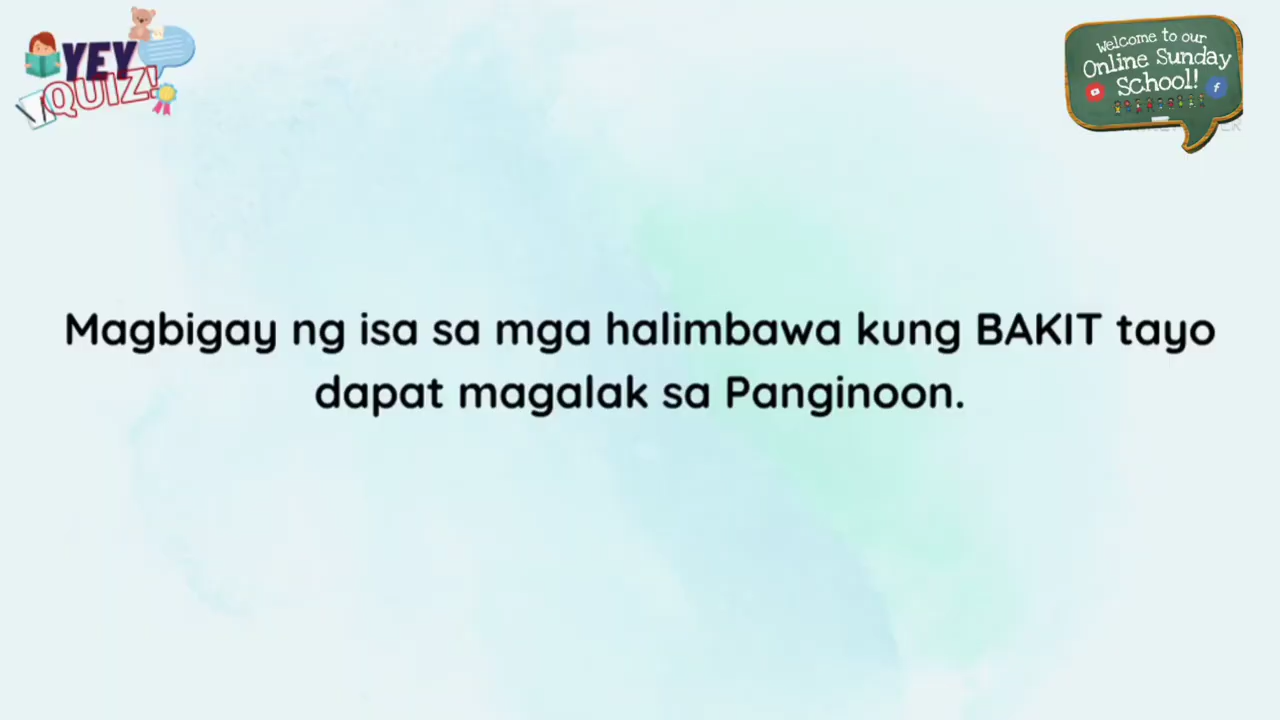 YEY
QUIZ!
Welcome to our
Online Sunday
School!
Magbigay ng isa sa mga halimbawa kung BAKIT tayo
dapat magalak sa Panginoon.